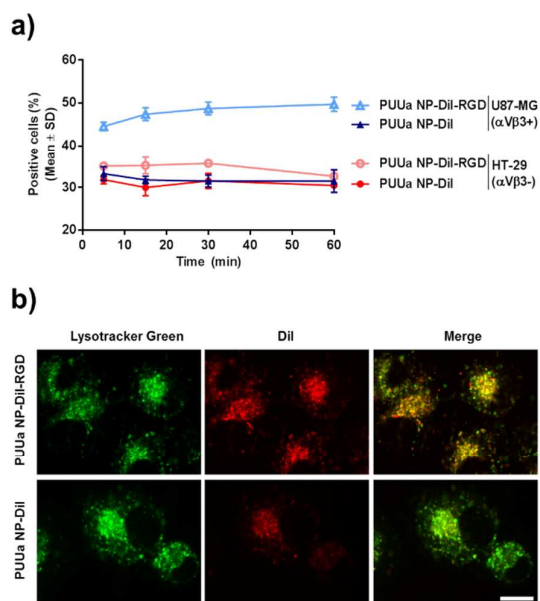 a)
60
50
40
30
20
Positive cells (%)
(Mean ± SD)
0 10 20 30 40 50 60
Time (min)
PUUa NP-DiI-RGD
PUUa NP-DiI
U87-MG
(αVβ3+)
PUUa NP-DiI-RGD
PUUa NP-DiI
HT-29
(αVβ3-)
b)
Lysotracker Green DiI Merge
PUUa NP-DiI-RGD
PUUa NP-DiI